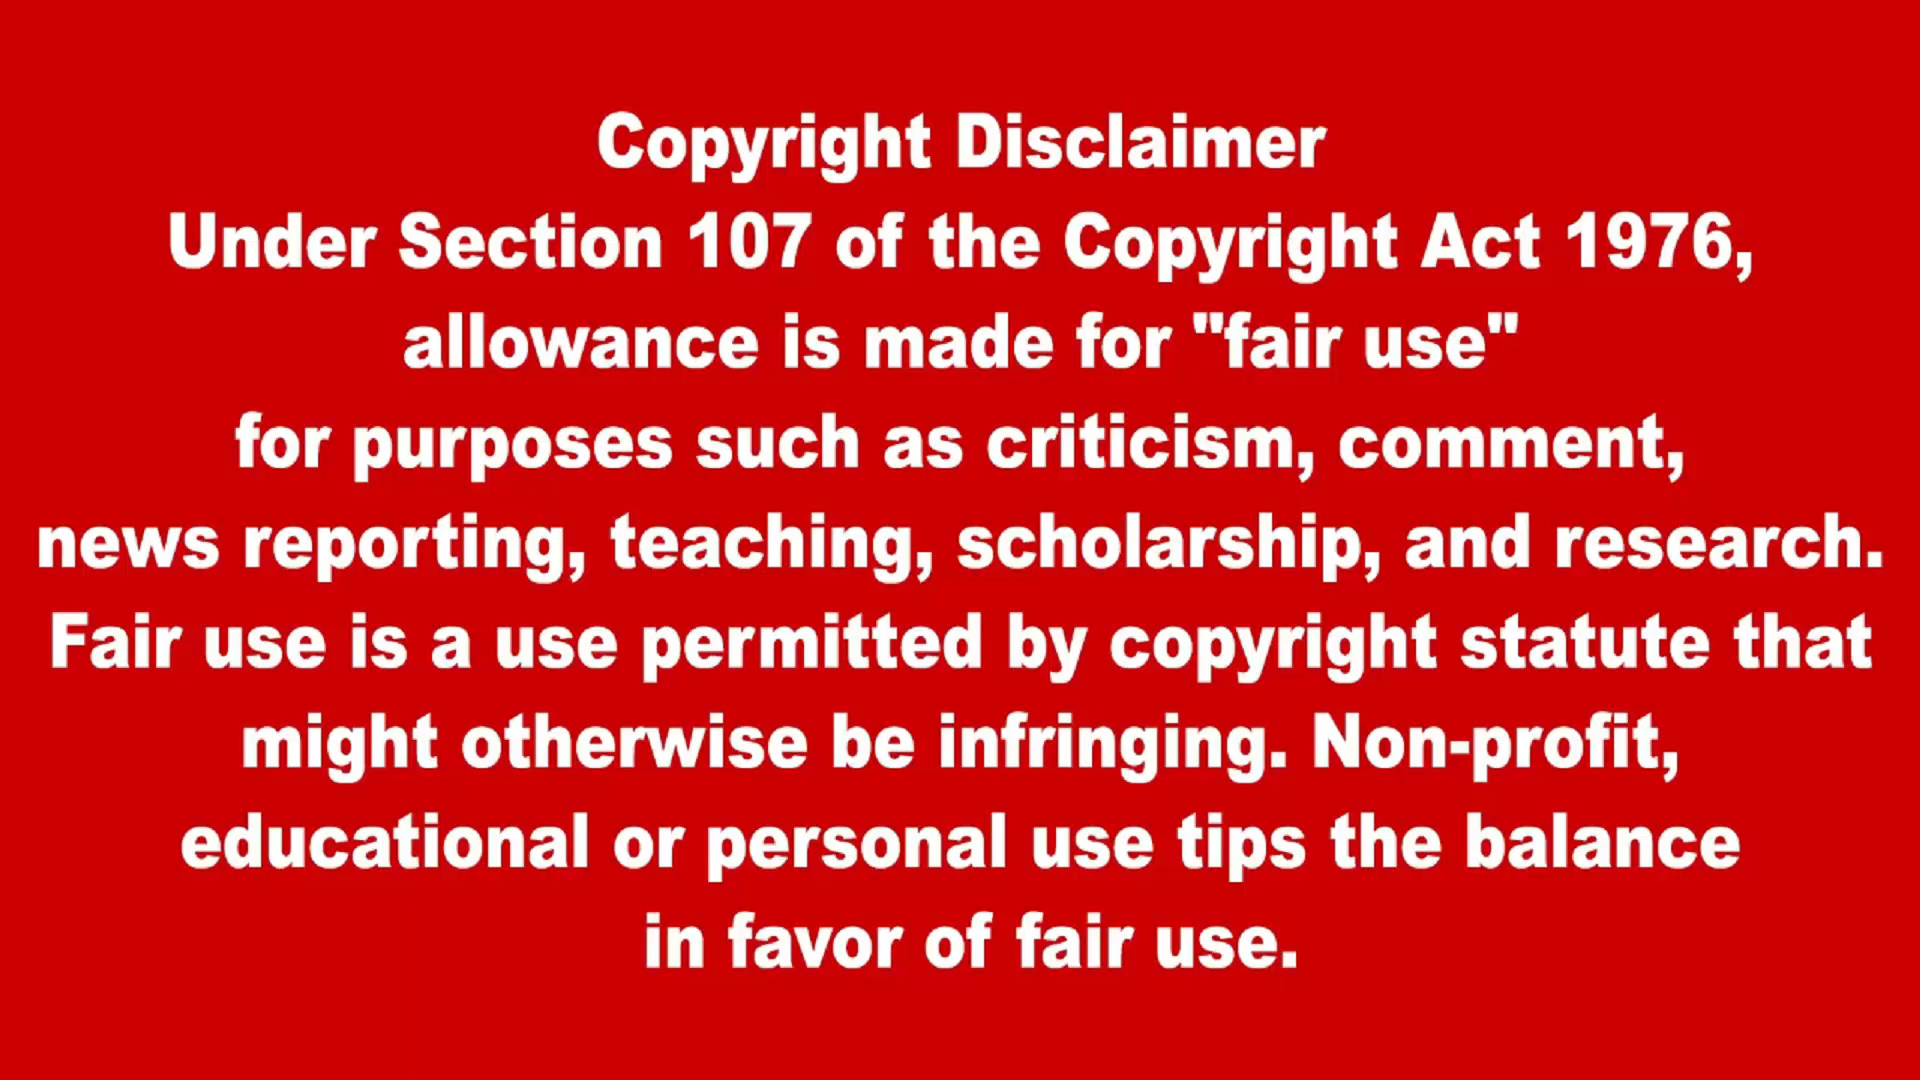 Copyright Disclaimer
Under Section 107 of the Copyright Act 1976,
allowance is made for "fair use"
for purposes such as criticism, comment,
news reporting, teaching, scholarship, and research.
Fair use is a use permitted by copyright statute that
might otherwise be infringing. Non-profit,
educational or personal use tips the balance
in favor of fair use.